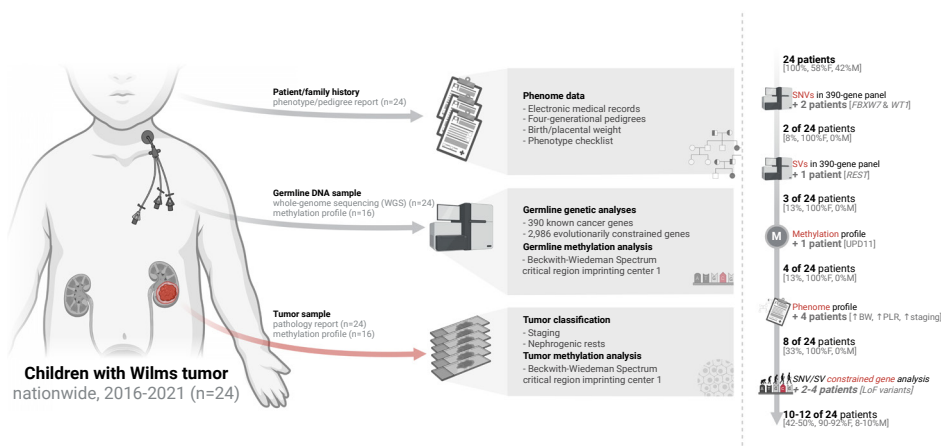 Children with Wilms tumor
nationwide, 2016-2021 (n=24)
Patient/family history
phenotype/pedigree report (n=24)
Germline DNA sample
whole-genome sequencing (WGS) (n=24)
methylation profile (n=16)
Tumor sample
pathology report (n=24)
methylation profile (n=16)
Phenome data
- Electronic medical records
- Four-generational pedigrees
- Birth/placental weight
- Phenotype checklist
Germline genetic analyses
- 390 known cancer genes
- 2,986 evolutionarily constrained genes
Germline methylation analysis
- Beckwith-Wiedeman Spectrum
critical region imprinting center 1
Tumor classification
- Staging
- Nephrogenic rests
Tumor methylation analysis
- Beckwith-Wiedeman Spectrum
critical region imprinting center 1
24 patients
[100%, 58%F, 42%M]
SNVs in 390-gene panel
+ 2 patients [FBXW7 & WT1]
2 of 24 patients
[8%, 100%F, 0%M]
SVs in 390-gene panel
+ 1 patient [REST]
3 of 24 patients
[13%, 100%F, 0%M]
M
Methylation profile
+ 1 patient [UPD11]
4 of 24 patients
[13%, 100%F, 0%M]
Phenome profile
+ 4 patients [↑BW, ↑PLR, ↑staging]
8 of 24 patients
[33%, 100%F, 0%M]
SNV/SV constrained gene analysis
+ 2-4 patients [LoF variants]
10-12 of 24 patients
[42-50%, 90-92%F, 8-10%M]